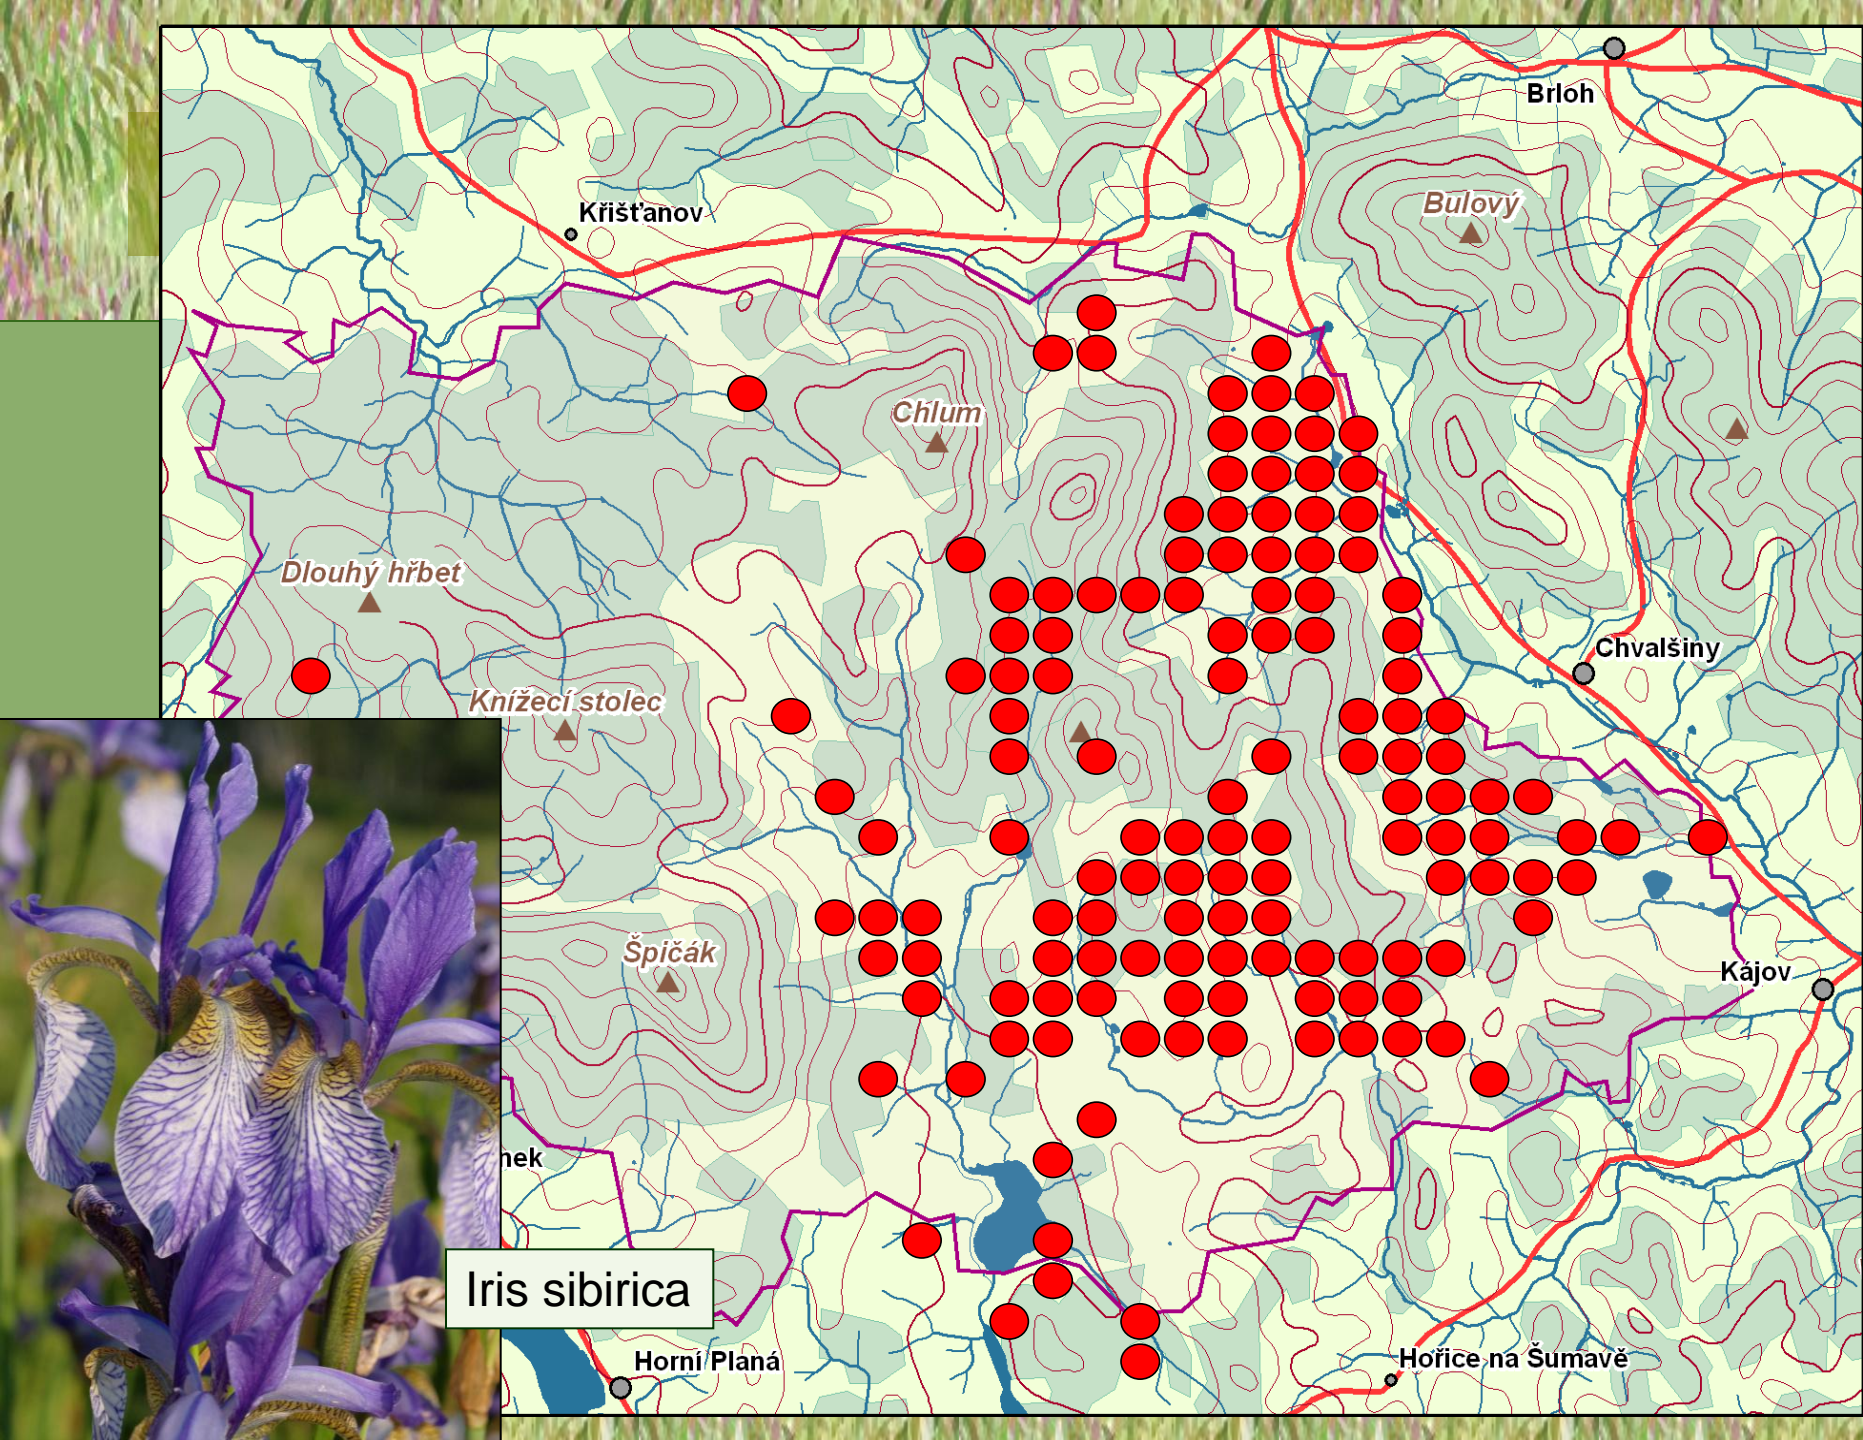 Brloh
Bulový
Křišťanov
Chlum
Dlouhý hřbet
Chvalšiny
Knížecí stolec
Špičák
Kájov
Iris sibirica
Horní Planá
Hořice na Šumavě